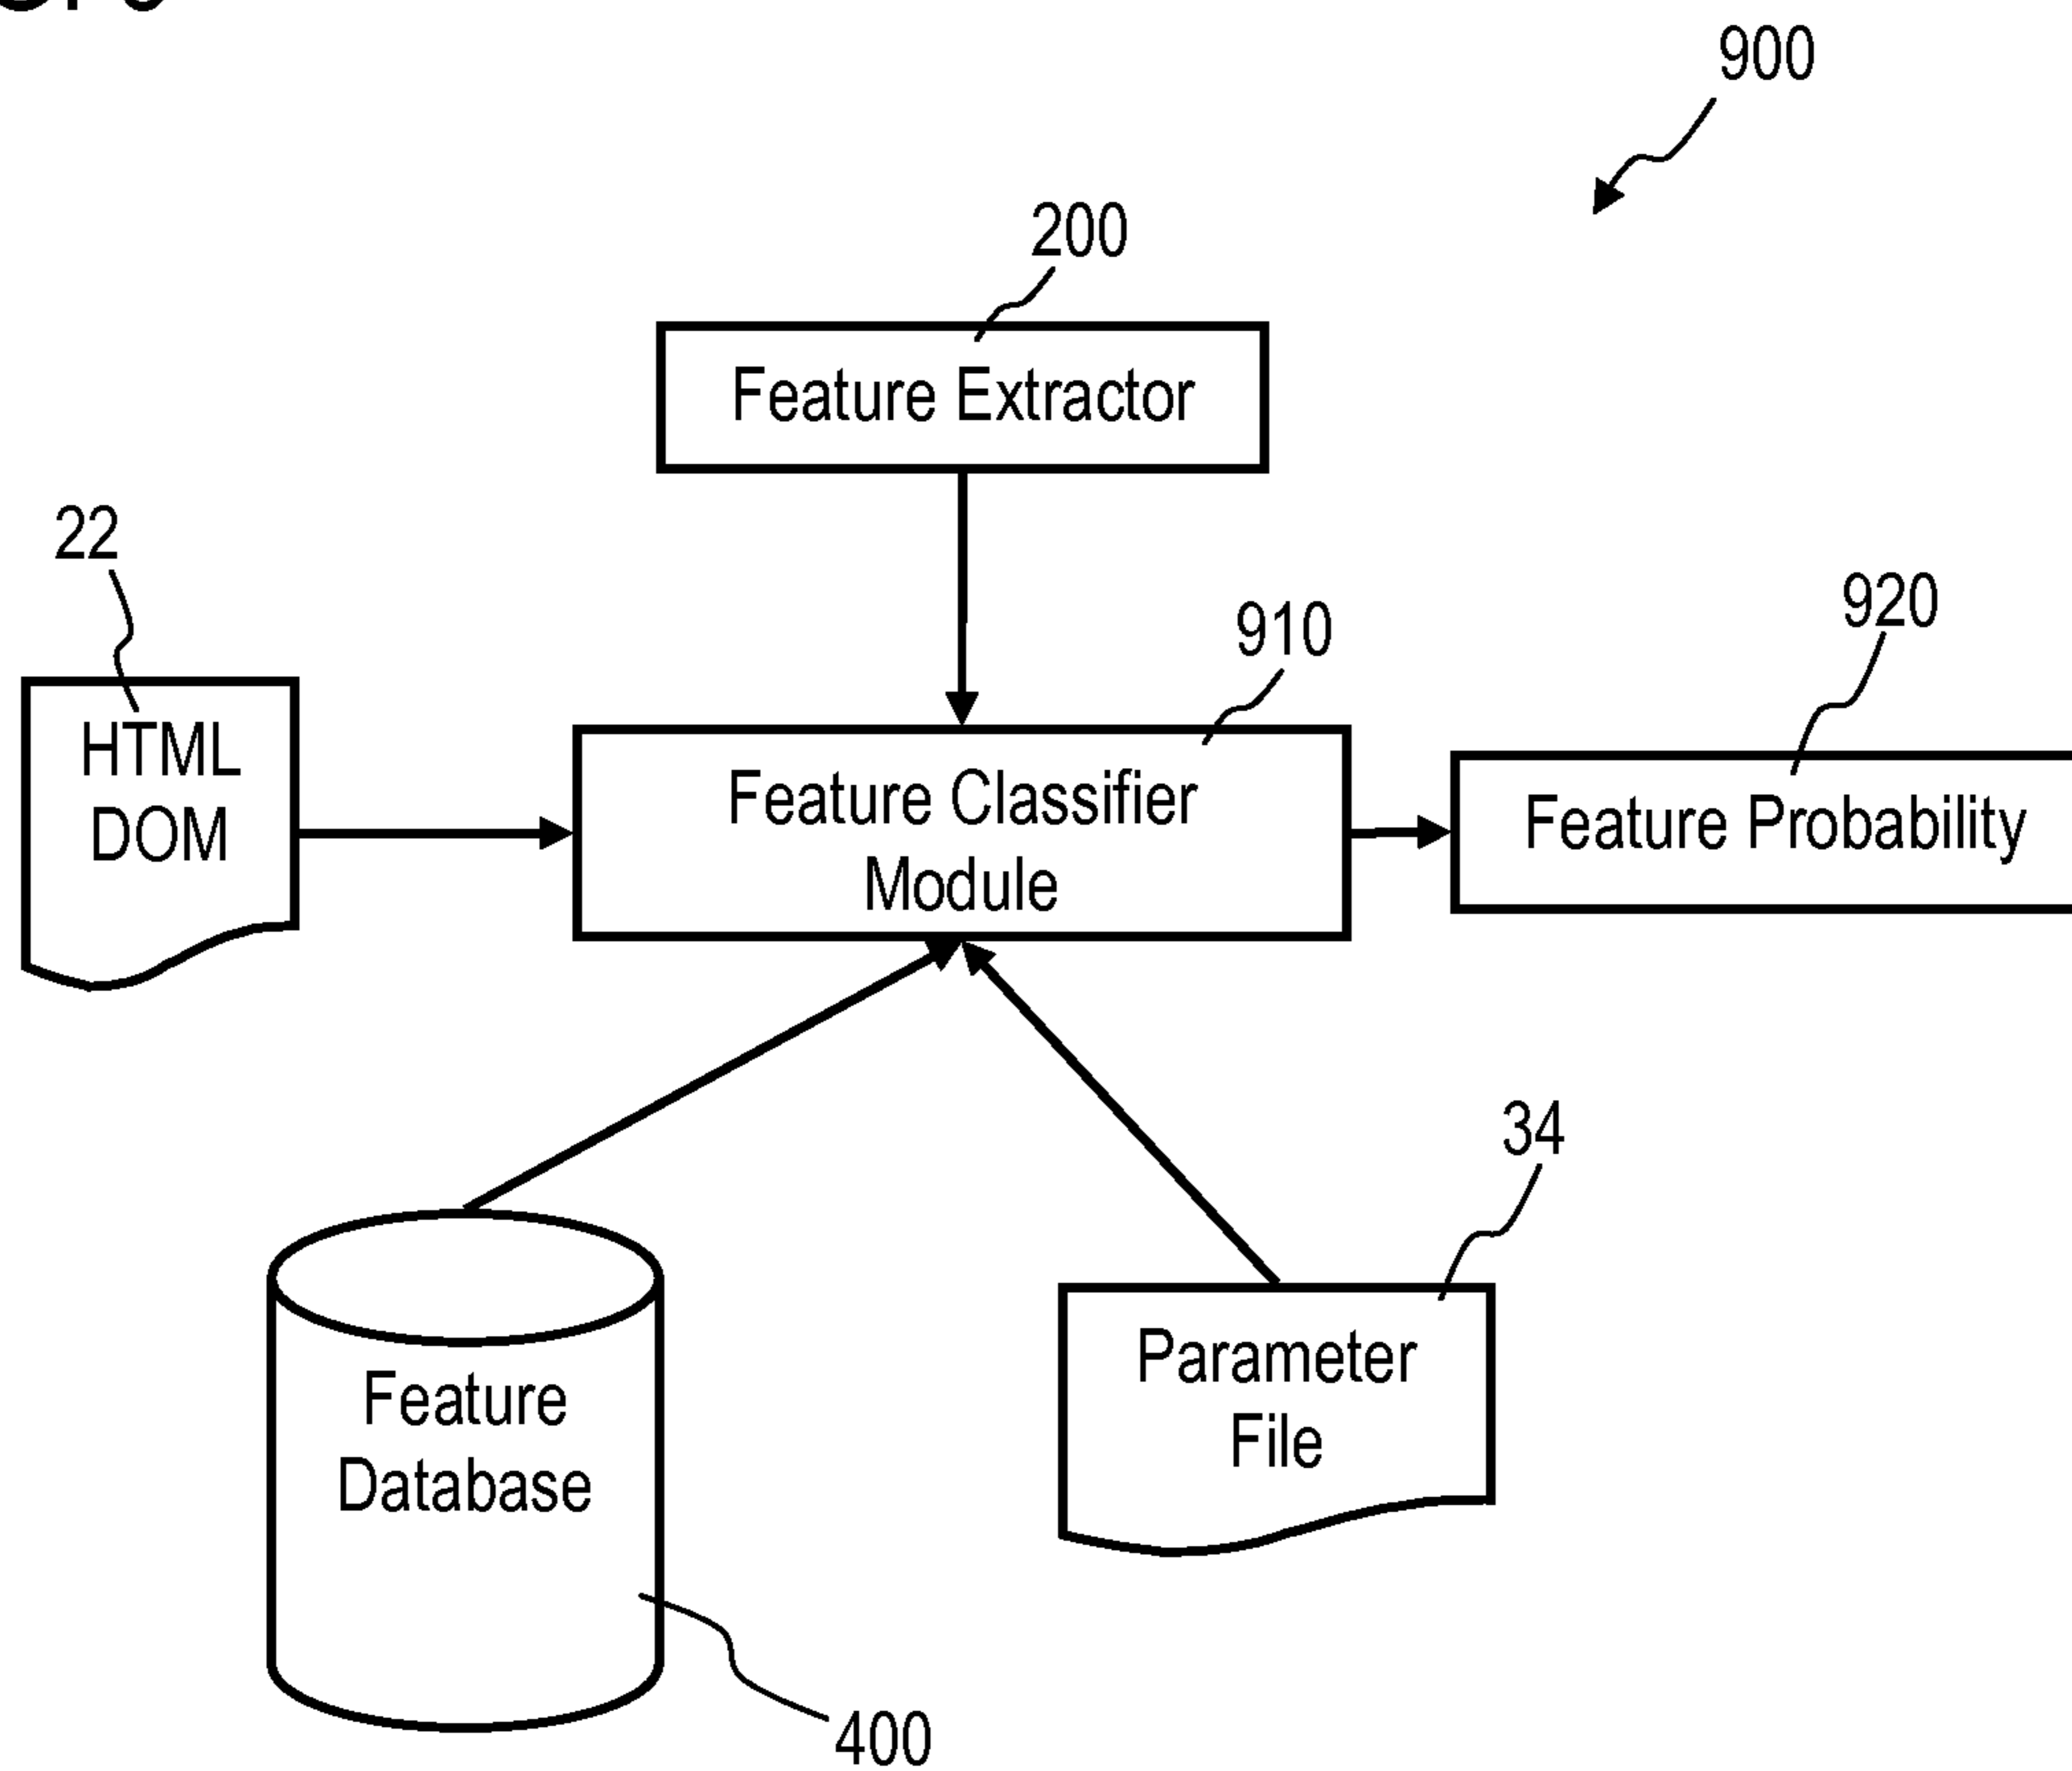 900
200
Feature Extractor
22
910
920
HTML
DOM
Feature Classifier
Module
Feature Probability
34
Parameter
File
Feature
Database
400